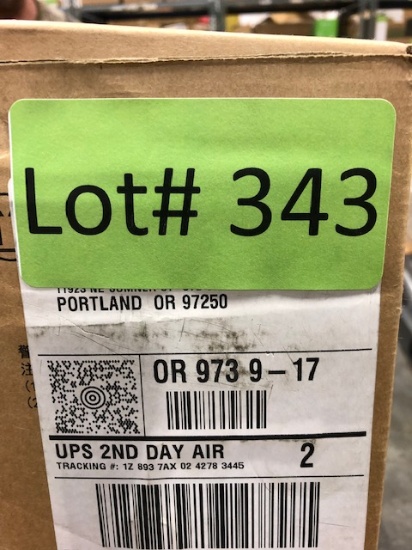 Lot# 343
PORTLAND OR 97250
OR 973 9-17
UPS 2ND DAY AIR 2
TRACKING #: 1Z 893 7AX 02 4278 3445